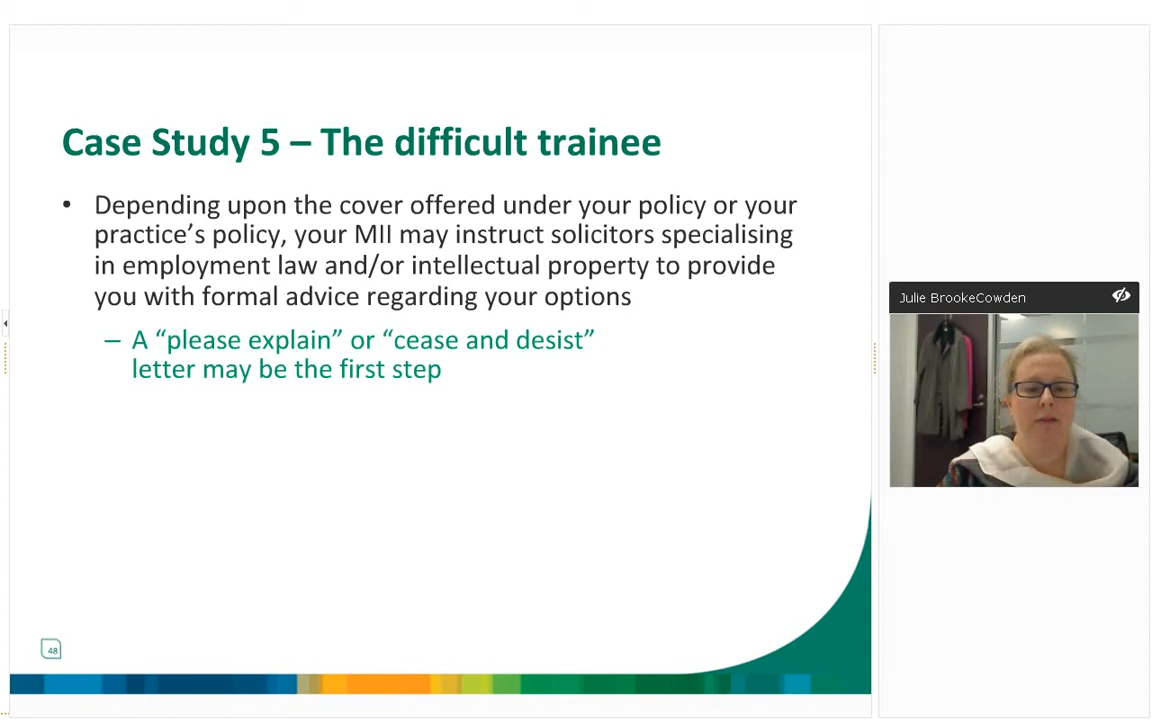 Case Study 5 – The difficult trainee
• Depending upon the cover offered under your policy or your
practice’s policy, your MII may instruct solicitors specialising
in employment law and/or intellectual property to provide
you with formal advice regarding your options
– A “please explain” or “cease and desist”
letter may be the first step
48
Julie BrookeCowden